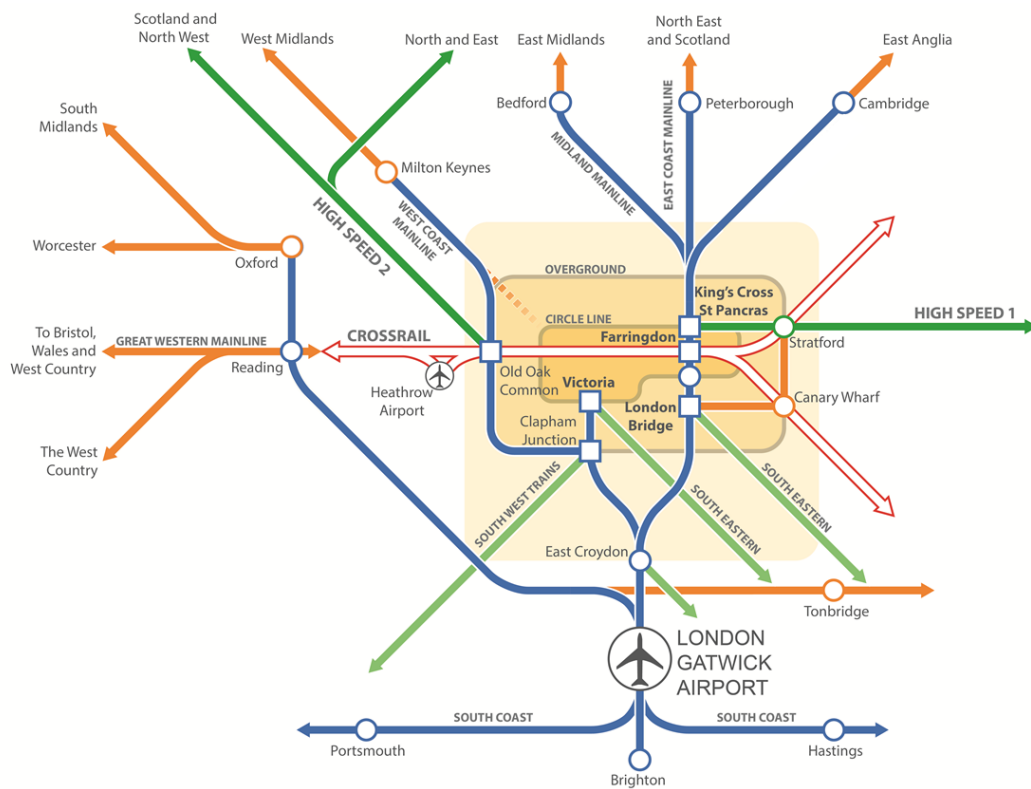 Scotland and
North West
West Midlands
North and East
East Midlands
North East
and Scotland
East Anglia
South
Midlands
Bedford
Peterborough
Cambridge
Milton Keynes
MIDLAND MAINLINE
EAST COAST MAINLINE
WEST COAST
MAINLINE
HIGH SPEED 2
Worcester
Oxford
OVERGROUND
King's Cross
St Pancras
CIRCLE LINE
HIGH SPEED 1
To Bristol,
Wales and
West Country
GREAT WESTERN MAINLINE
Reading
CROSSRAIL
Farringdon
Stratford
Heathrow
Airport
Old Oak
Common
Victoria
London
Bridge
Canary Wharf
Clapham
Junction
The West
Country
SOUTH WEST TRAINS
SOUTH EASTERN
SOUTH EASTERN
East Croydon
Tonbridge
LONDON
GATWICK
AIRPORT
SOUTH COAST
SOUTH COAST
Portsmouth
Hastings
Brighton